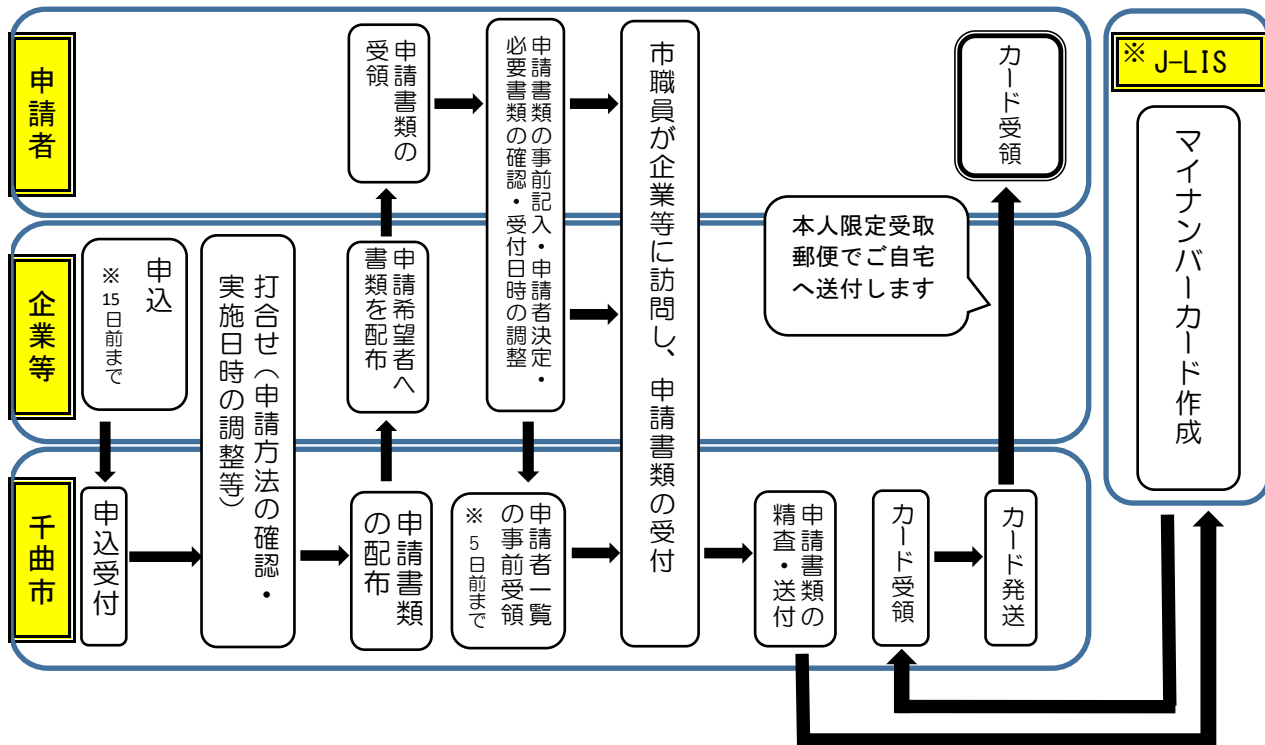 申請者
申請書類の
受領
申請書類の事前記入・申請者決定・
必要書類の確認・受付日時の調整
市職員が企業等に訪問し、申請書類の受付
カード受領
※ J-LIS
マイナンバーカード作成
企業等
申込
※15日前まで
打合せ（申請方法の確認・
実施日時の調整等）
申請希望者へ
書類を配布
本人限定受取
郵便でご自宅
へ送付します
千曲市
申込受付
申請書類
の配布
申請者一覧
の事前受領
※5日前まで
申請書類の
精査・送付
カード受領
カード発送